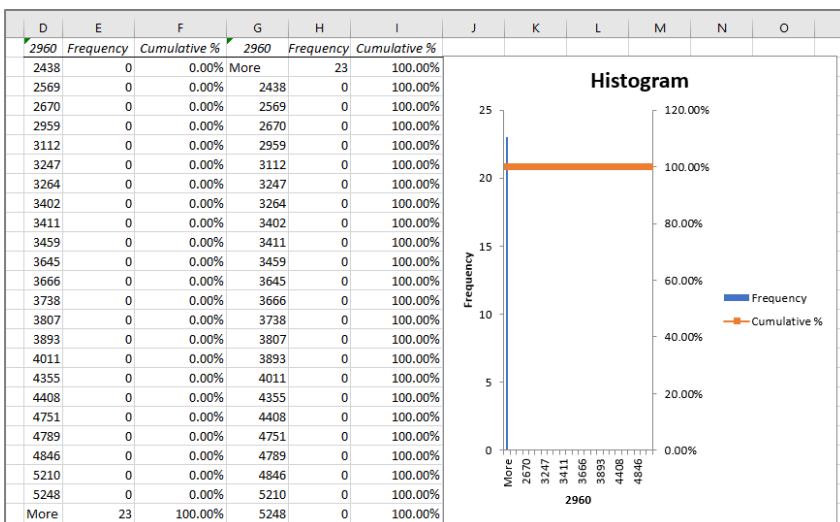 D E F G H I J K L M N O
2960 Frequency Cumulative % 2960 Frequency Cumulative %
2438 0 0.00% More 23 100.00%
2569 0 0.00% 2438 0 100.00%
2670 0 0.00% 2569 0 100.00%
2959 0 0.00% 2670 0 100.00%
3112 0 0.00% 2959 0 100.00%
3247 0 0.00% 3112 0 100.00%
3264 0 0.00% 3247 0 100.00%
3402 0 0.00% 3264 0 100.00%
3411 0 0.00% 3402 0 100.00%
3459 0 0.00% 3411 0 100.00%
3645 0 0.00% 3459 0 100.00%
3666 0 0.00% 3645 0 100.00%
3738 0 0.00% 3666 0 100.00%
3807 0 0.00% 3738 0 100.00%
3893 0 0.00% 3807 0 100.00%
4011 0 0.00% 3893 0 100.00%
4355 0 0.00% 4011 0 100.00%
4408 0 0.00% 4355 0 100.00%
4751 0 0.00% 4408 0 100.00%
4789 0 0.00% 4751 0 100.00%
4846 0 0.00% 4789 0 100.00%
5210 0 0.00% 4846 0 100.00%
5248 0 0.00% 5210 0 100.00%
More 23 100.00% 5248 0 100.00%
Histogram
25 120.00%
20 100.00%
15 80.00%
10 60.00%
5 40.00%
0 20.00%
0.00%
Frequency
More 2670 3247 3411 3666 3893 4408 4846
2960
Frequency
Cumulative %